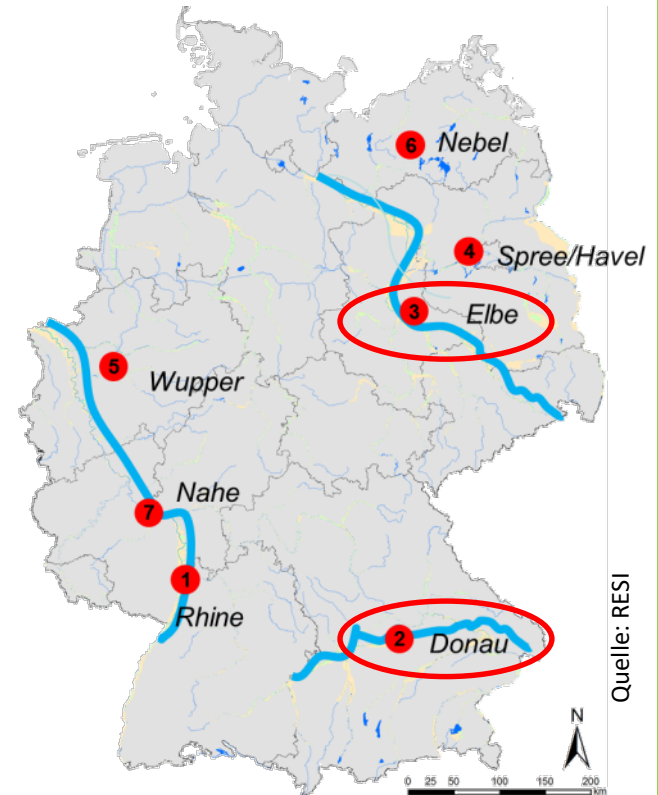 6 Nebel
4 Spree/Havel
3 Elbe
5 Wupper
7 Nahe
1 Rhine
2 Donau
Quelle: RESI
N
0 25 50 100 150 200
km